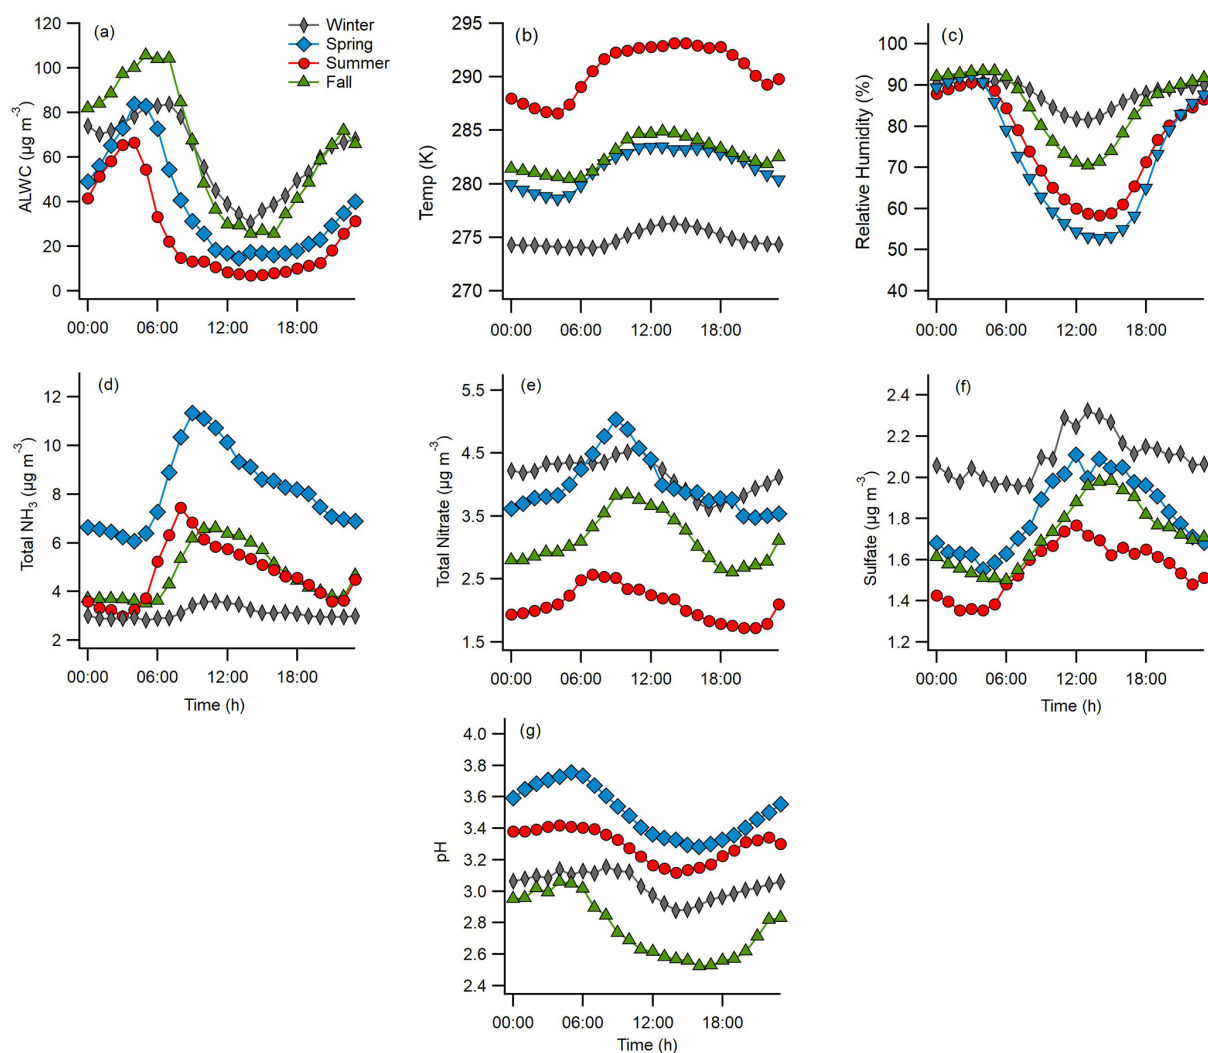 (a)
Winter
Spring
Summer
Fall
ALWC (µg m⁻³)
120
100
80
60
40
20
0
00:00 06:00 12:00 18:00
(b)
Temp (K)
295
290
285
280
275
270
00:00 06:00 12:00 18:00
(c)
Relative Humidity (%)
100
90
80
70
60
50
40
00:00 06:00 12:00 18:00
(d)
Total NH₃ (µg m⁻³)
12
10
8
6
4
2
00:00 06:00 12:00 18:00
Time (h)
(e)
Total Nitrate (µg m⁻³)
5.5
4.5
3.5
2.5
1.5
00:00 06:00 12:00 18:00
(f)
Sulfate (µg m⁻³)
2.4
2.2
2.0
1.8
1.6
1.4
1.2
00:00 06:00 12:00 18:00
Time (h)
(g)
pH
4.0
3.8
3.6
3.4
3.2
3.0
2.8
2.6
2.4
00:00 06:00 12:00 18:00
Time (h)